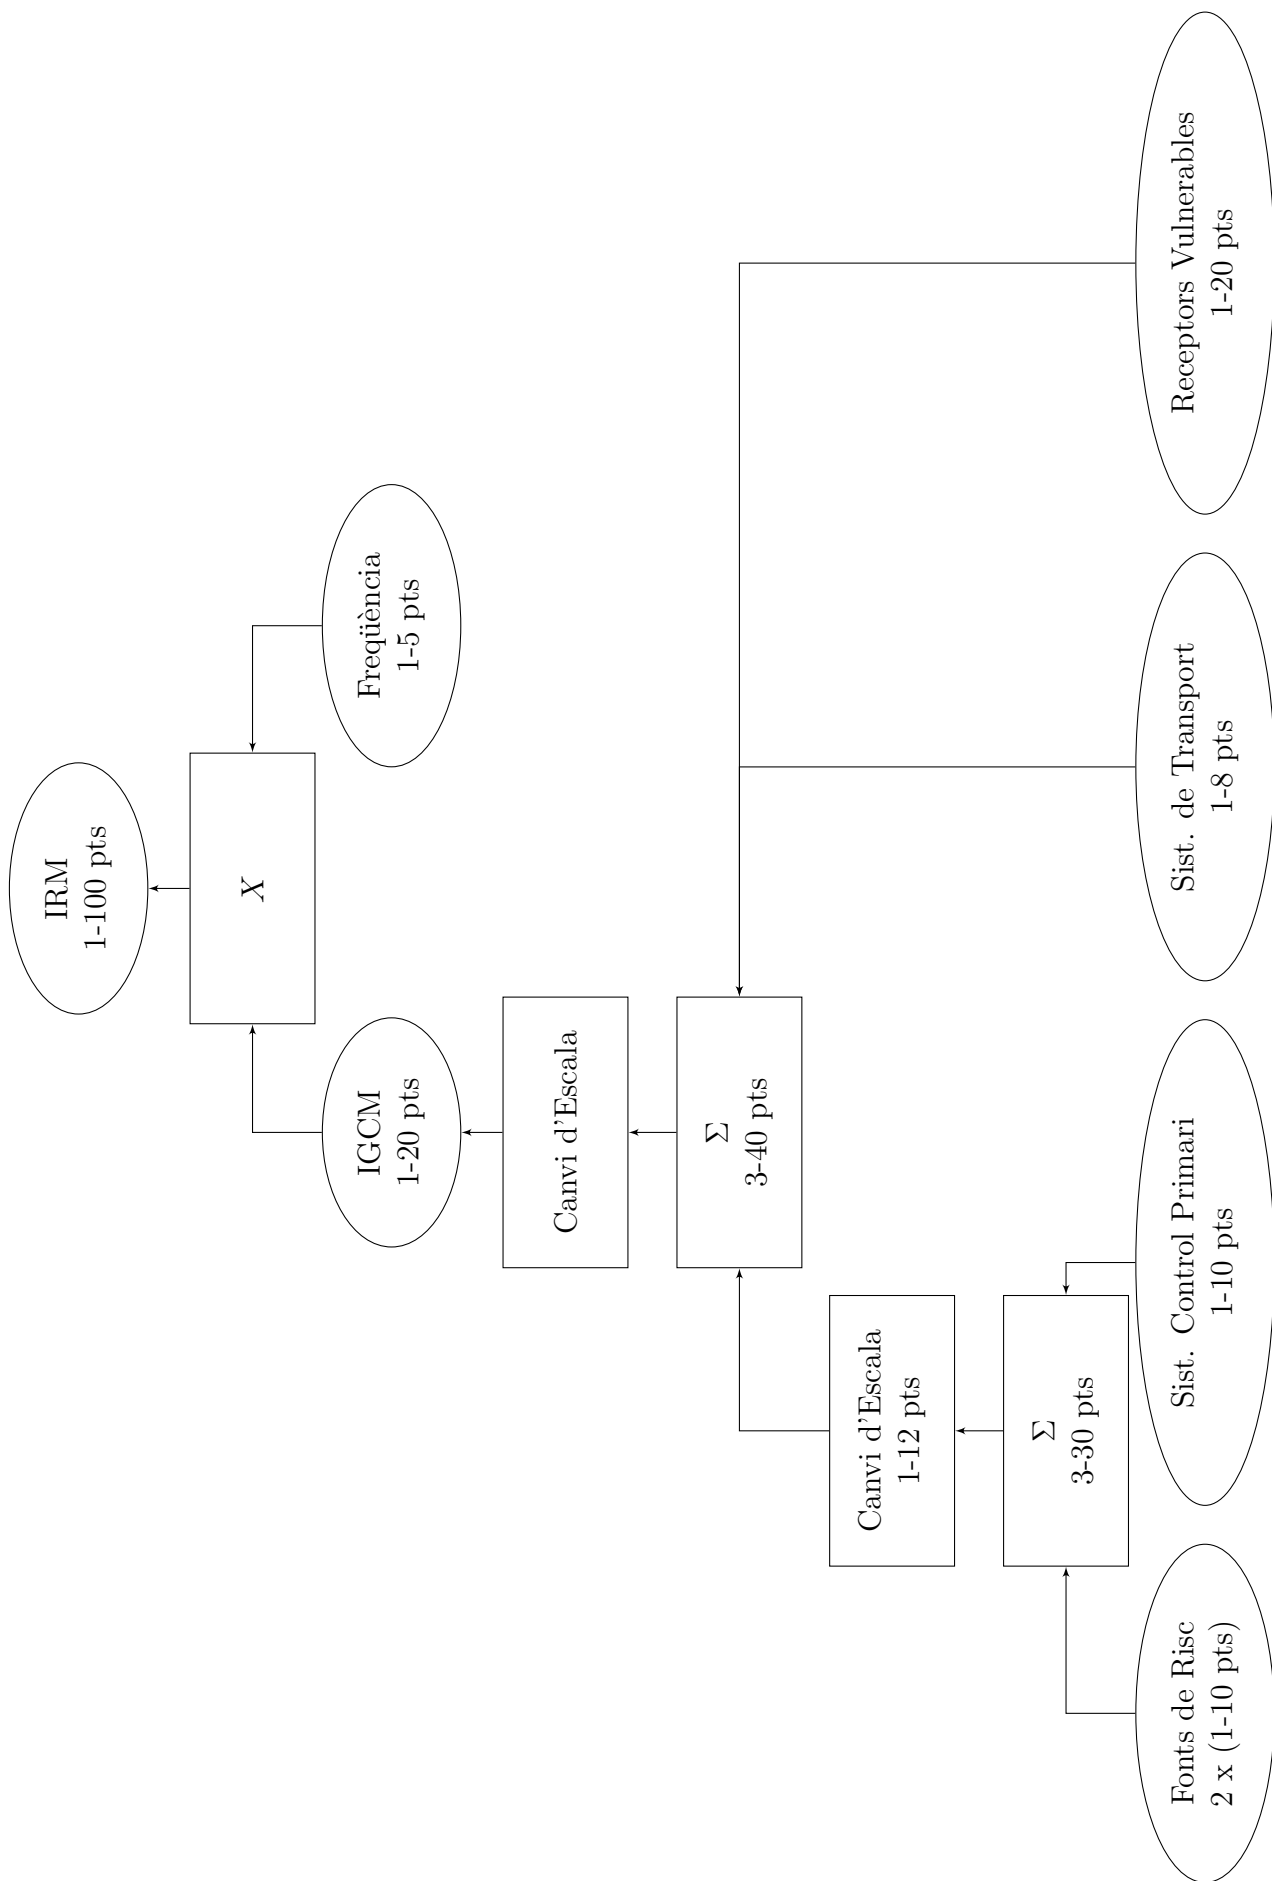 IRM
1-100 pts
X
IGCM
1-20 pts
Freqüència
1-5 pts
Canvi d'Escala
Σ
3-40 pts
Canvi d'Escala
1-12 pts
Σ
3-30 pts
Fonts de Risc
2 x (1-10 pts)
Sist. Control Primari
1-10 pts
Sist. de Transport
1-8 pts
Receptors Vulnerables
1-20 pts